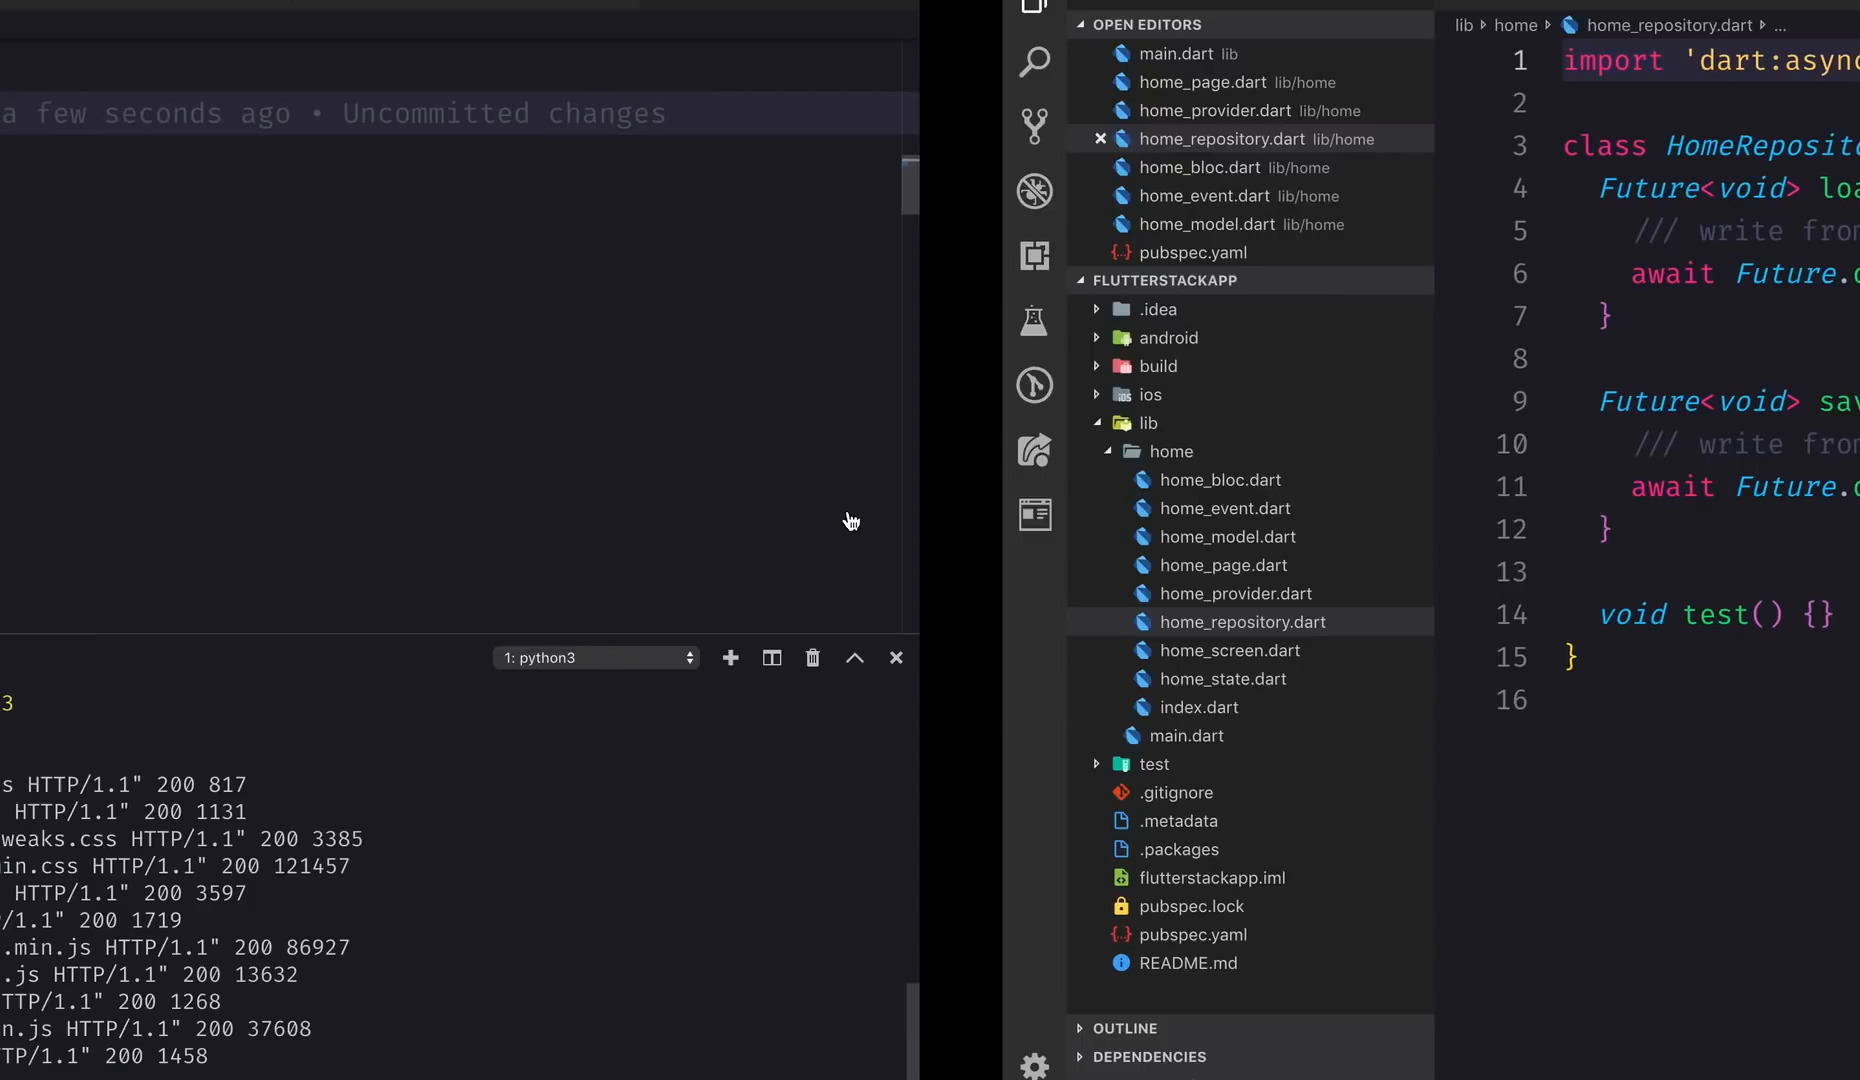 a few seconds ago • Uncommitted changes
1: python3
3
s HTTP/1.1" 200 817
HTTP/1.1" 200 1131
weaks.css HTTP/1.1" 200 3385
in.css HTTP/1.1" 200 121457
HTTP/1.1" 200 3597
/1.1" 200 1719
.min.js HTTP/1.1" 200 86927
.js HTTP/1.1" 200 13632
TTP/1.1" 200 1268
n.js HTTP/1.1" 200 37608
TP/1.1" 200 1458
OPEN EDITORS
main.dart lib
home_page.dart lib/home
home_provider.dart lib/home
home_repository.dart lib/home
home_bloc.dart lib/home
home_event.dart lib/home
home_model.dart lib/home
pubspec.yaml
FLUTTERSTACKAPP
.idea
android
build
ios
lib
home
home_bloc.dart
home_event.dart
home_model.dart
home_page.dart
home_provider.dart
home_repository.dart
home_screen.dart
home_state.dart
index.dart
main.dart
test
.gitignore
.metadata
.packages
flutterstackapp.iml
pubspec.lock
pubspec.yaml
README.md
OUTLINE
DEPENDENCIES
lib home home_repository.dart ...
1 import 'dart:async
2
3 class HomeReposito
4 Future<void> loa
5 /// write from
6 await Future.d
7 }
8
9 Future<void> sav
10 /// write from
11 await Future.d
12 }
13
14 void test() {}
15 }
16